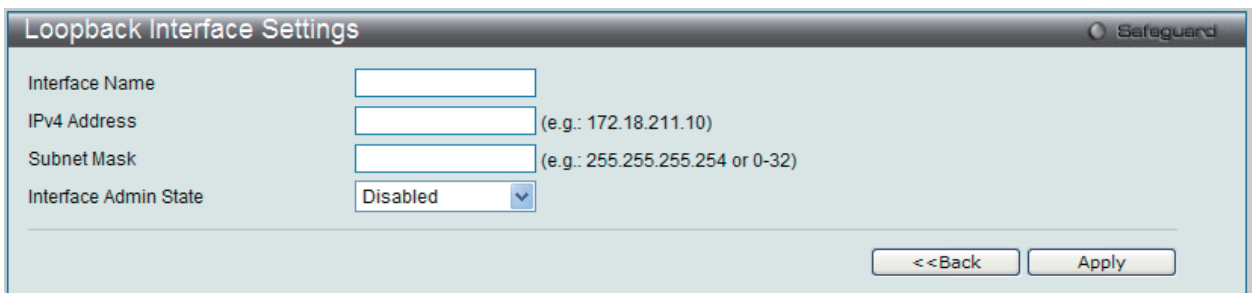 Loopback Interface Settings
Safeguard
Interface Name
IPv4 Address (e.g.: 172.18.211.10)
Subnet Mask (e.g.: 255.255.255.254 or 0-32)
Interface Admin State Disabled
<<Back Apply